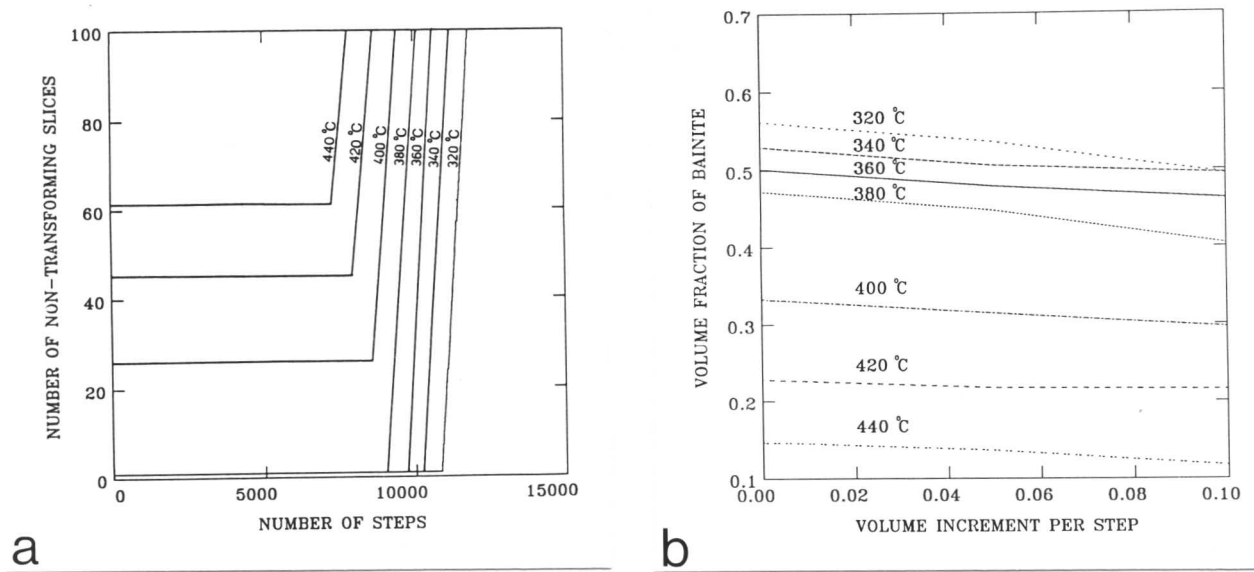 100
80
60
40
20
0
NUMBER OF NON-TRANSFORMING SLICES
440 °C
420 °C
400 °C
380 °C
360 °C
340 °C
320 °C
0
5000
10000
15000
NUMBER OF STEPS
a
0.7
0.6
0.5
0.4
0.3
0.2
0.1
VOLUME FRACTION OF BAINITE
320 °C
340 °C
360 °C
380 °C
400 °C
420 °C
440 °C
0.00
0.02
0.04
0.06
0.08
0.10
VOLUME INCREMENT PER STEP
b